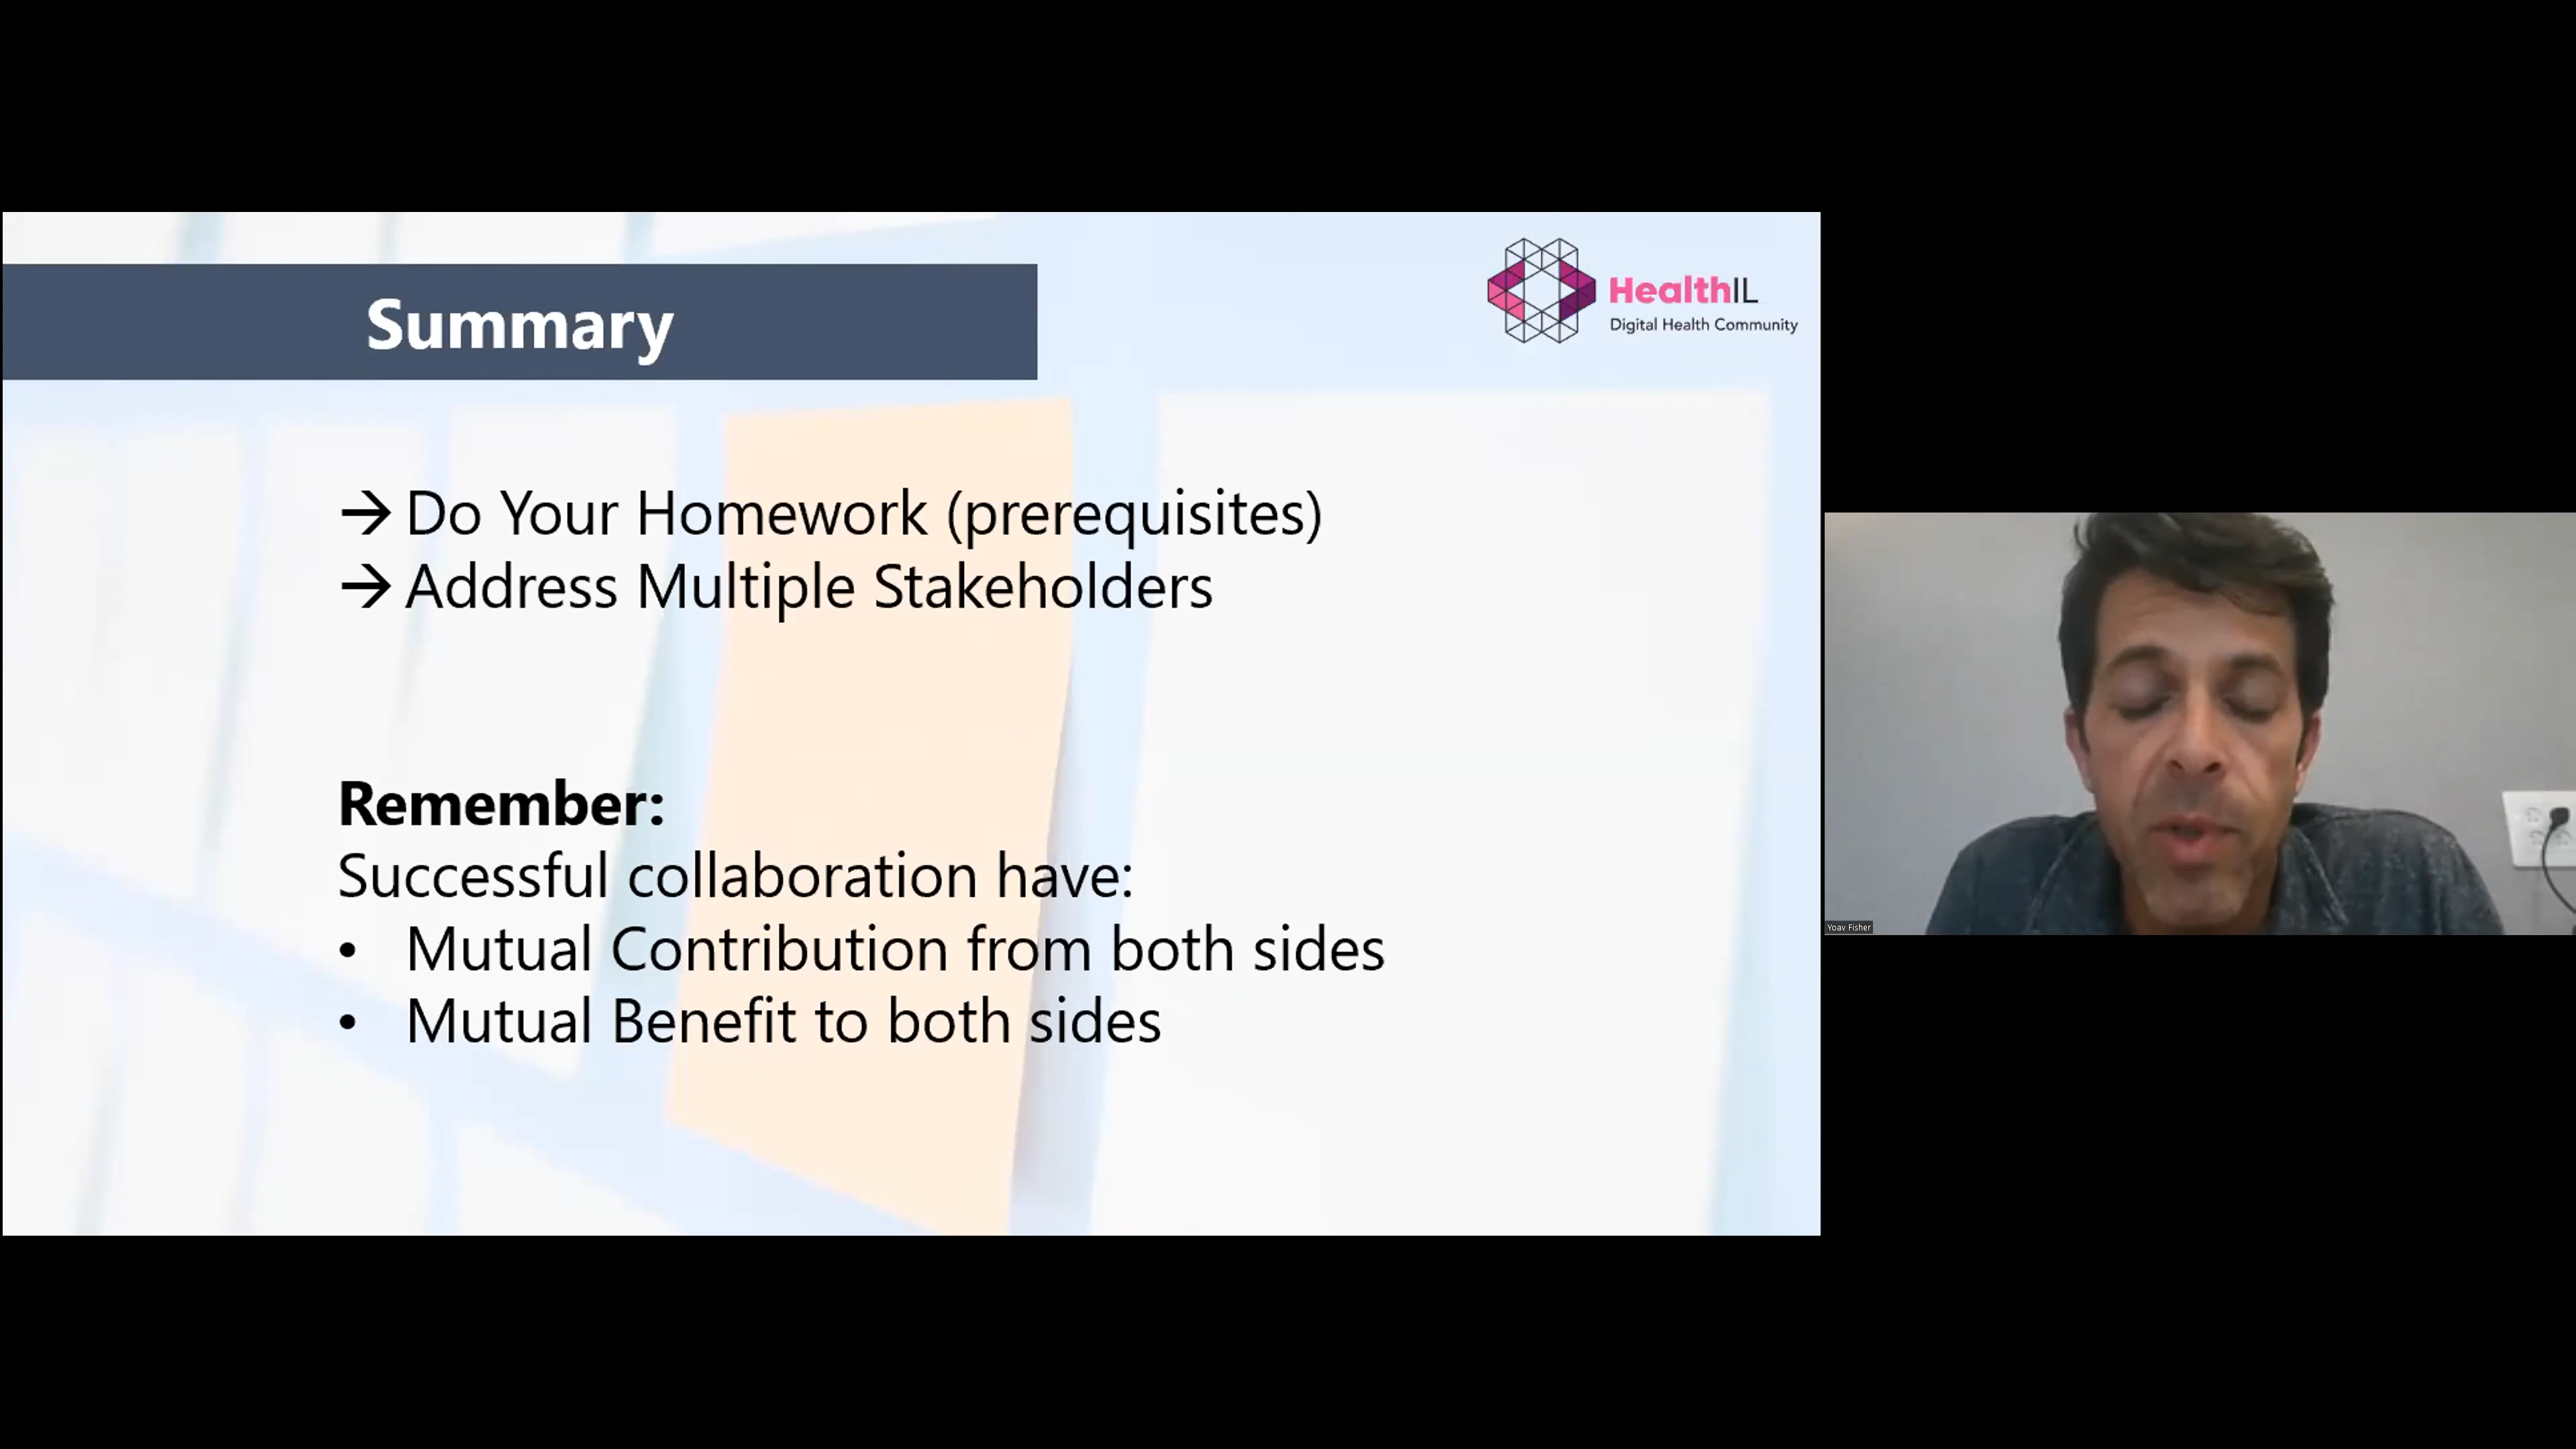 Summary
HealthIL
Digital Health Community
→ Do Your Homework (prerequisites)
→ Address Multiple Stakeholders
Remember:
Successful collaboration have:
• Mutual Contribution from both sides
• Mutual Benefit to both sides
Yoav Fisher